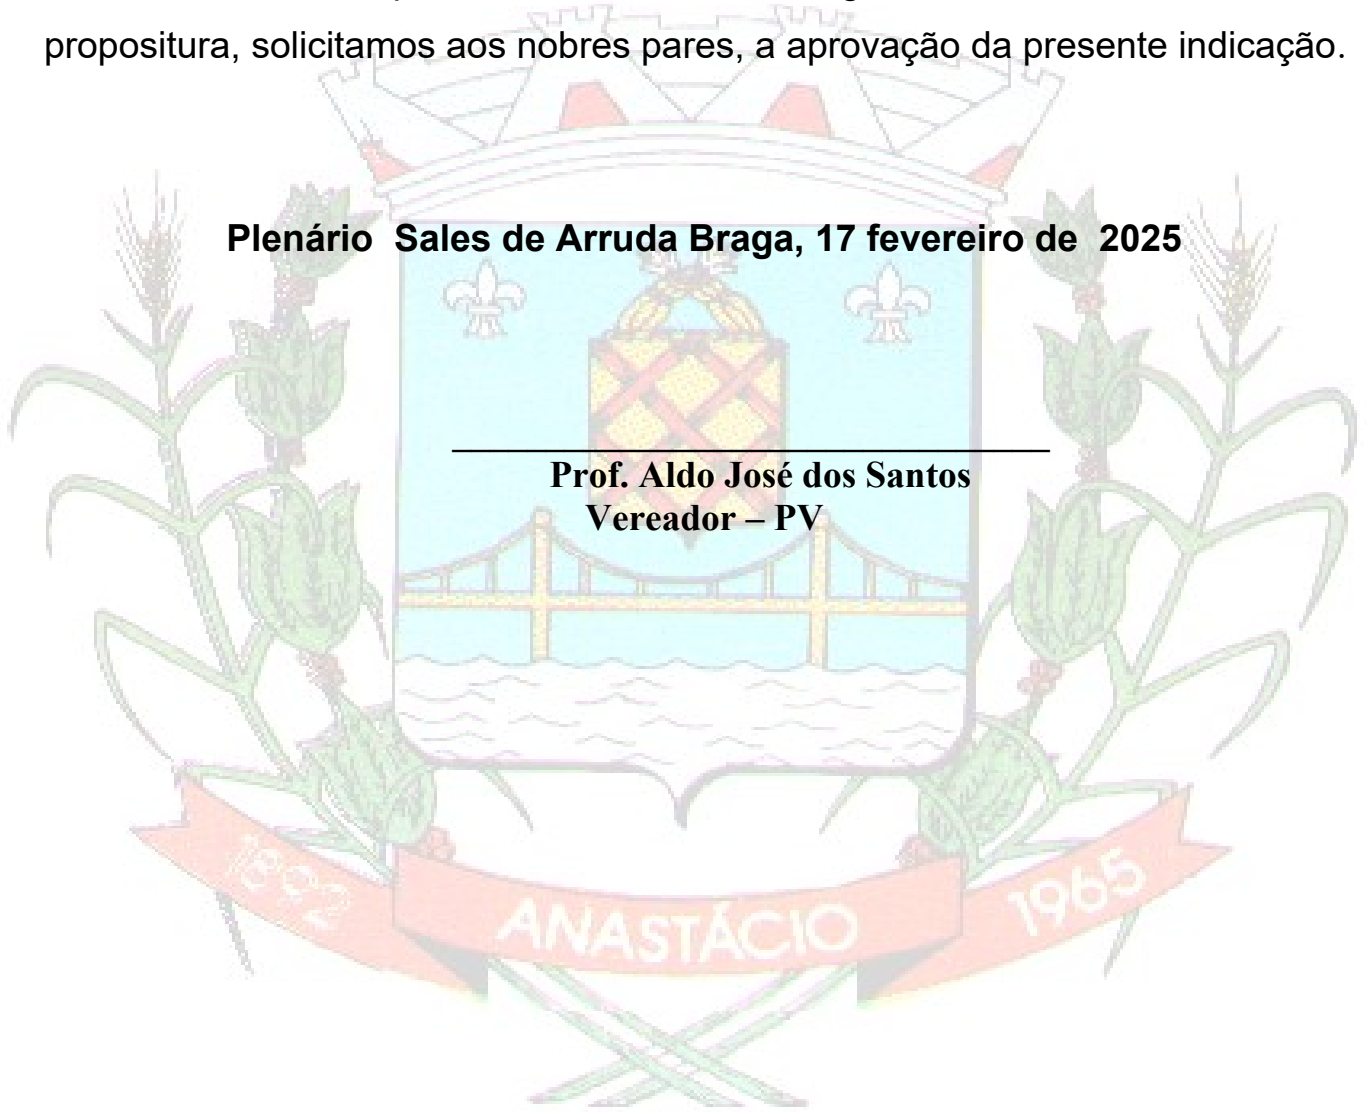 propositura, solicitamos aos nobres pares, a aprovação da presente indicação.
Plenário  Sales de Arruda Braga, 17 fevereiro de  2025
Prof. Aldo José dos Santos
Vereador – PV
1892
ANASTÁCIO
1965